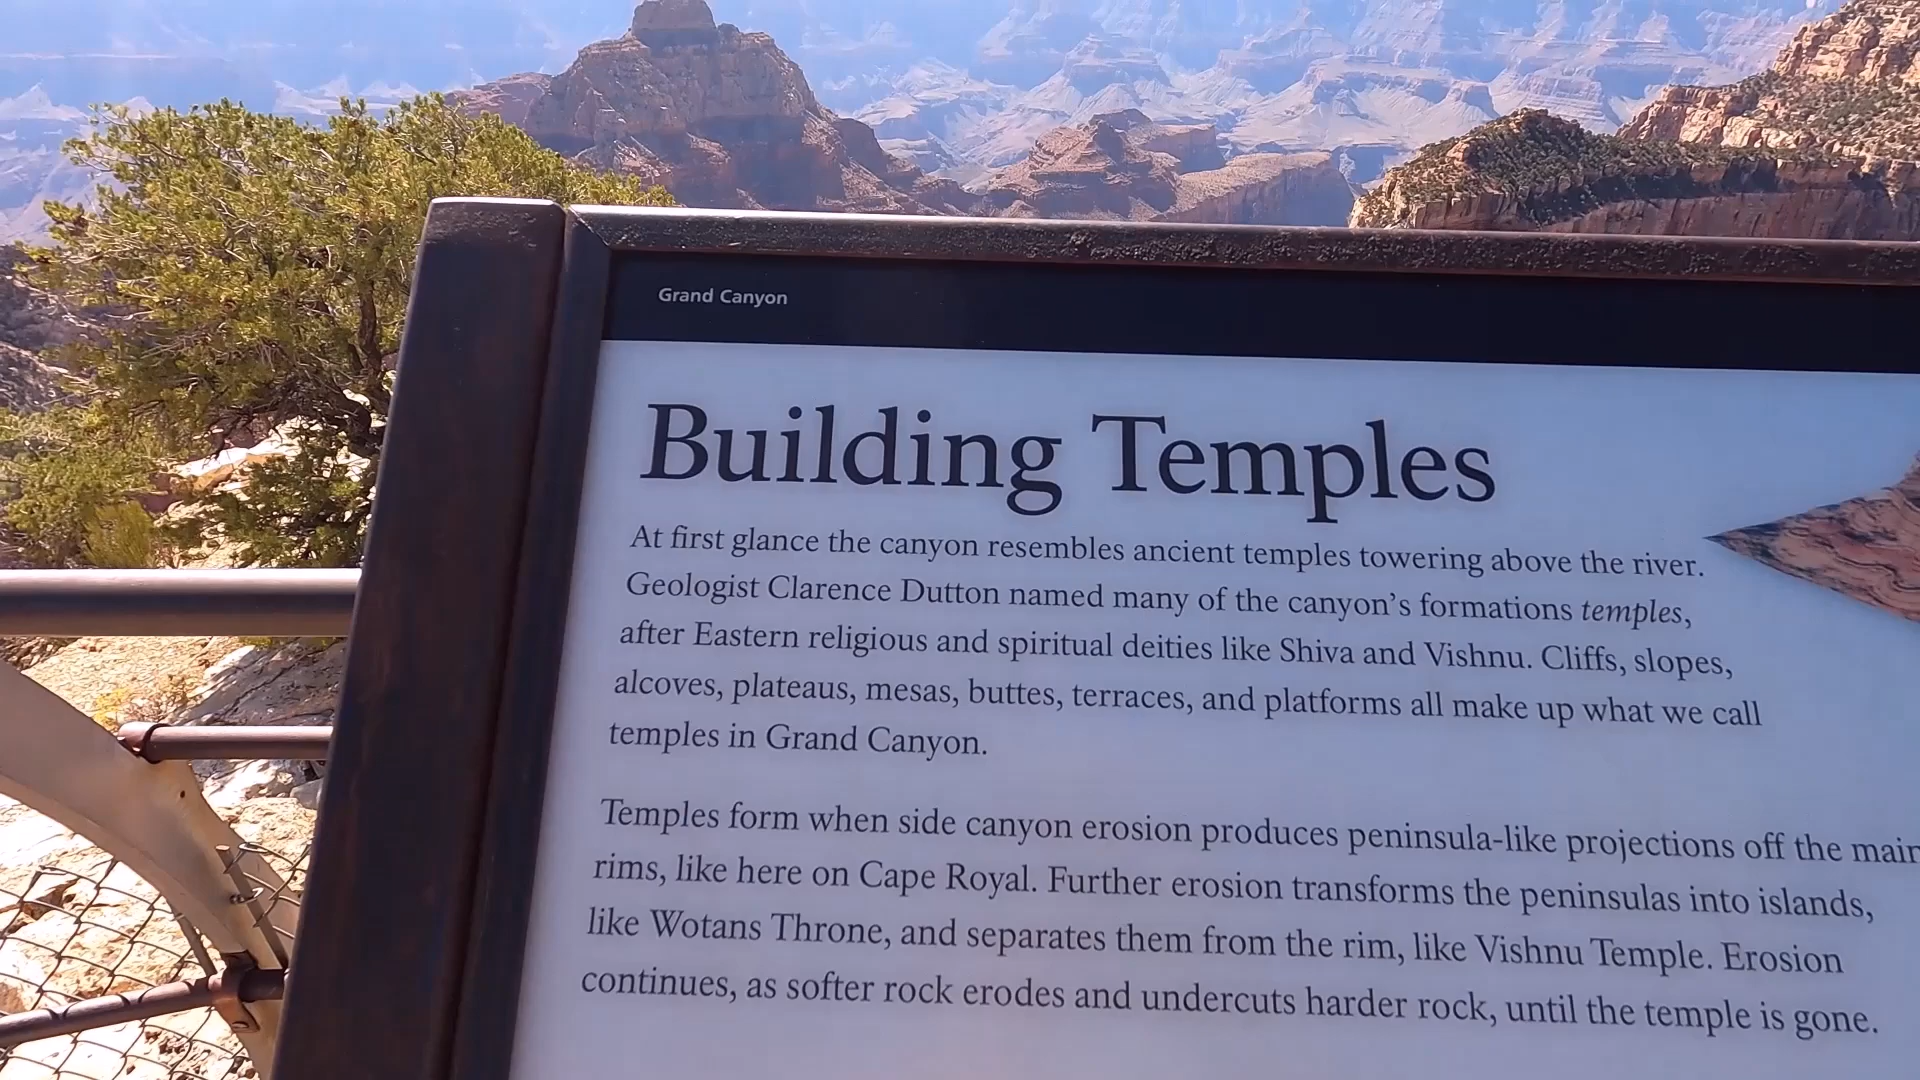 Grand Canyon
Building Temples
At first glance the canyon resembles ancient temples towering above the river.
Geologist Clarence Dutton named many of the canyon's formations temples,
after Eastern religious and spiritual deities like Shiva and Vishnu. Cliffs, slopes,
alcoves, plateaus, mesas, buttes, terraces, and platforms all make up what we call
temples in Grand Canyon.
Temples form when side canyon erosion produces peninsula-like projections off the main
rims, like here on Cape Royal. Further erosion transforms the peninsulas into islands,
like Wotans Throne, and separates them from the rim, like Vishnu Temple. Erosion
continues, as softer rock erodes and undercuts harder rock, until the temple is gone.